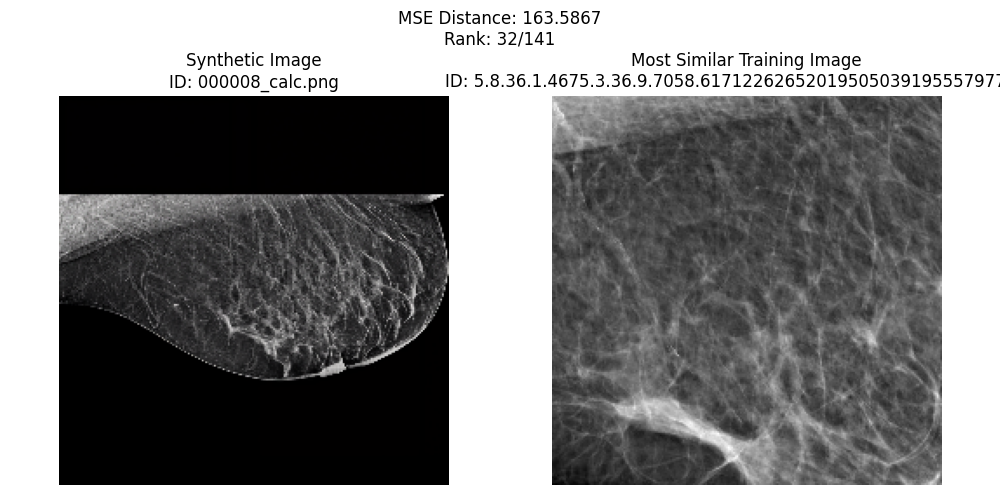 MSE Distance: 163.5867
Rank: 32/141
Synthetic Image
ID: 000008_calc.png
Most Similar Training Image
ID: 5.8.36.1.4675.3.36.9.7058.61712262652019505039195557977